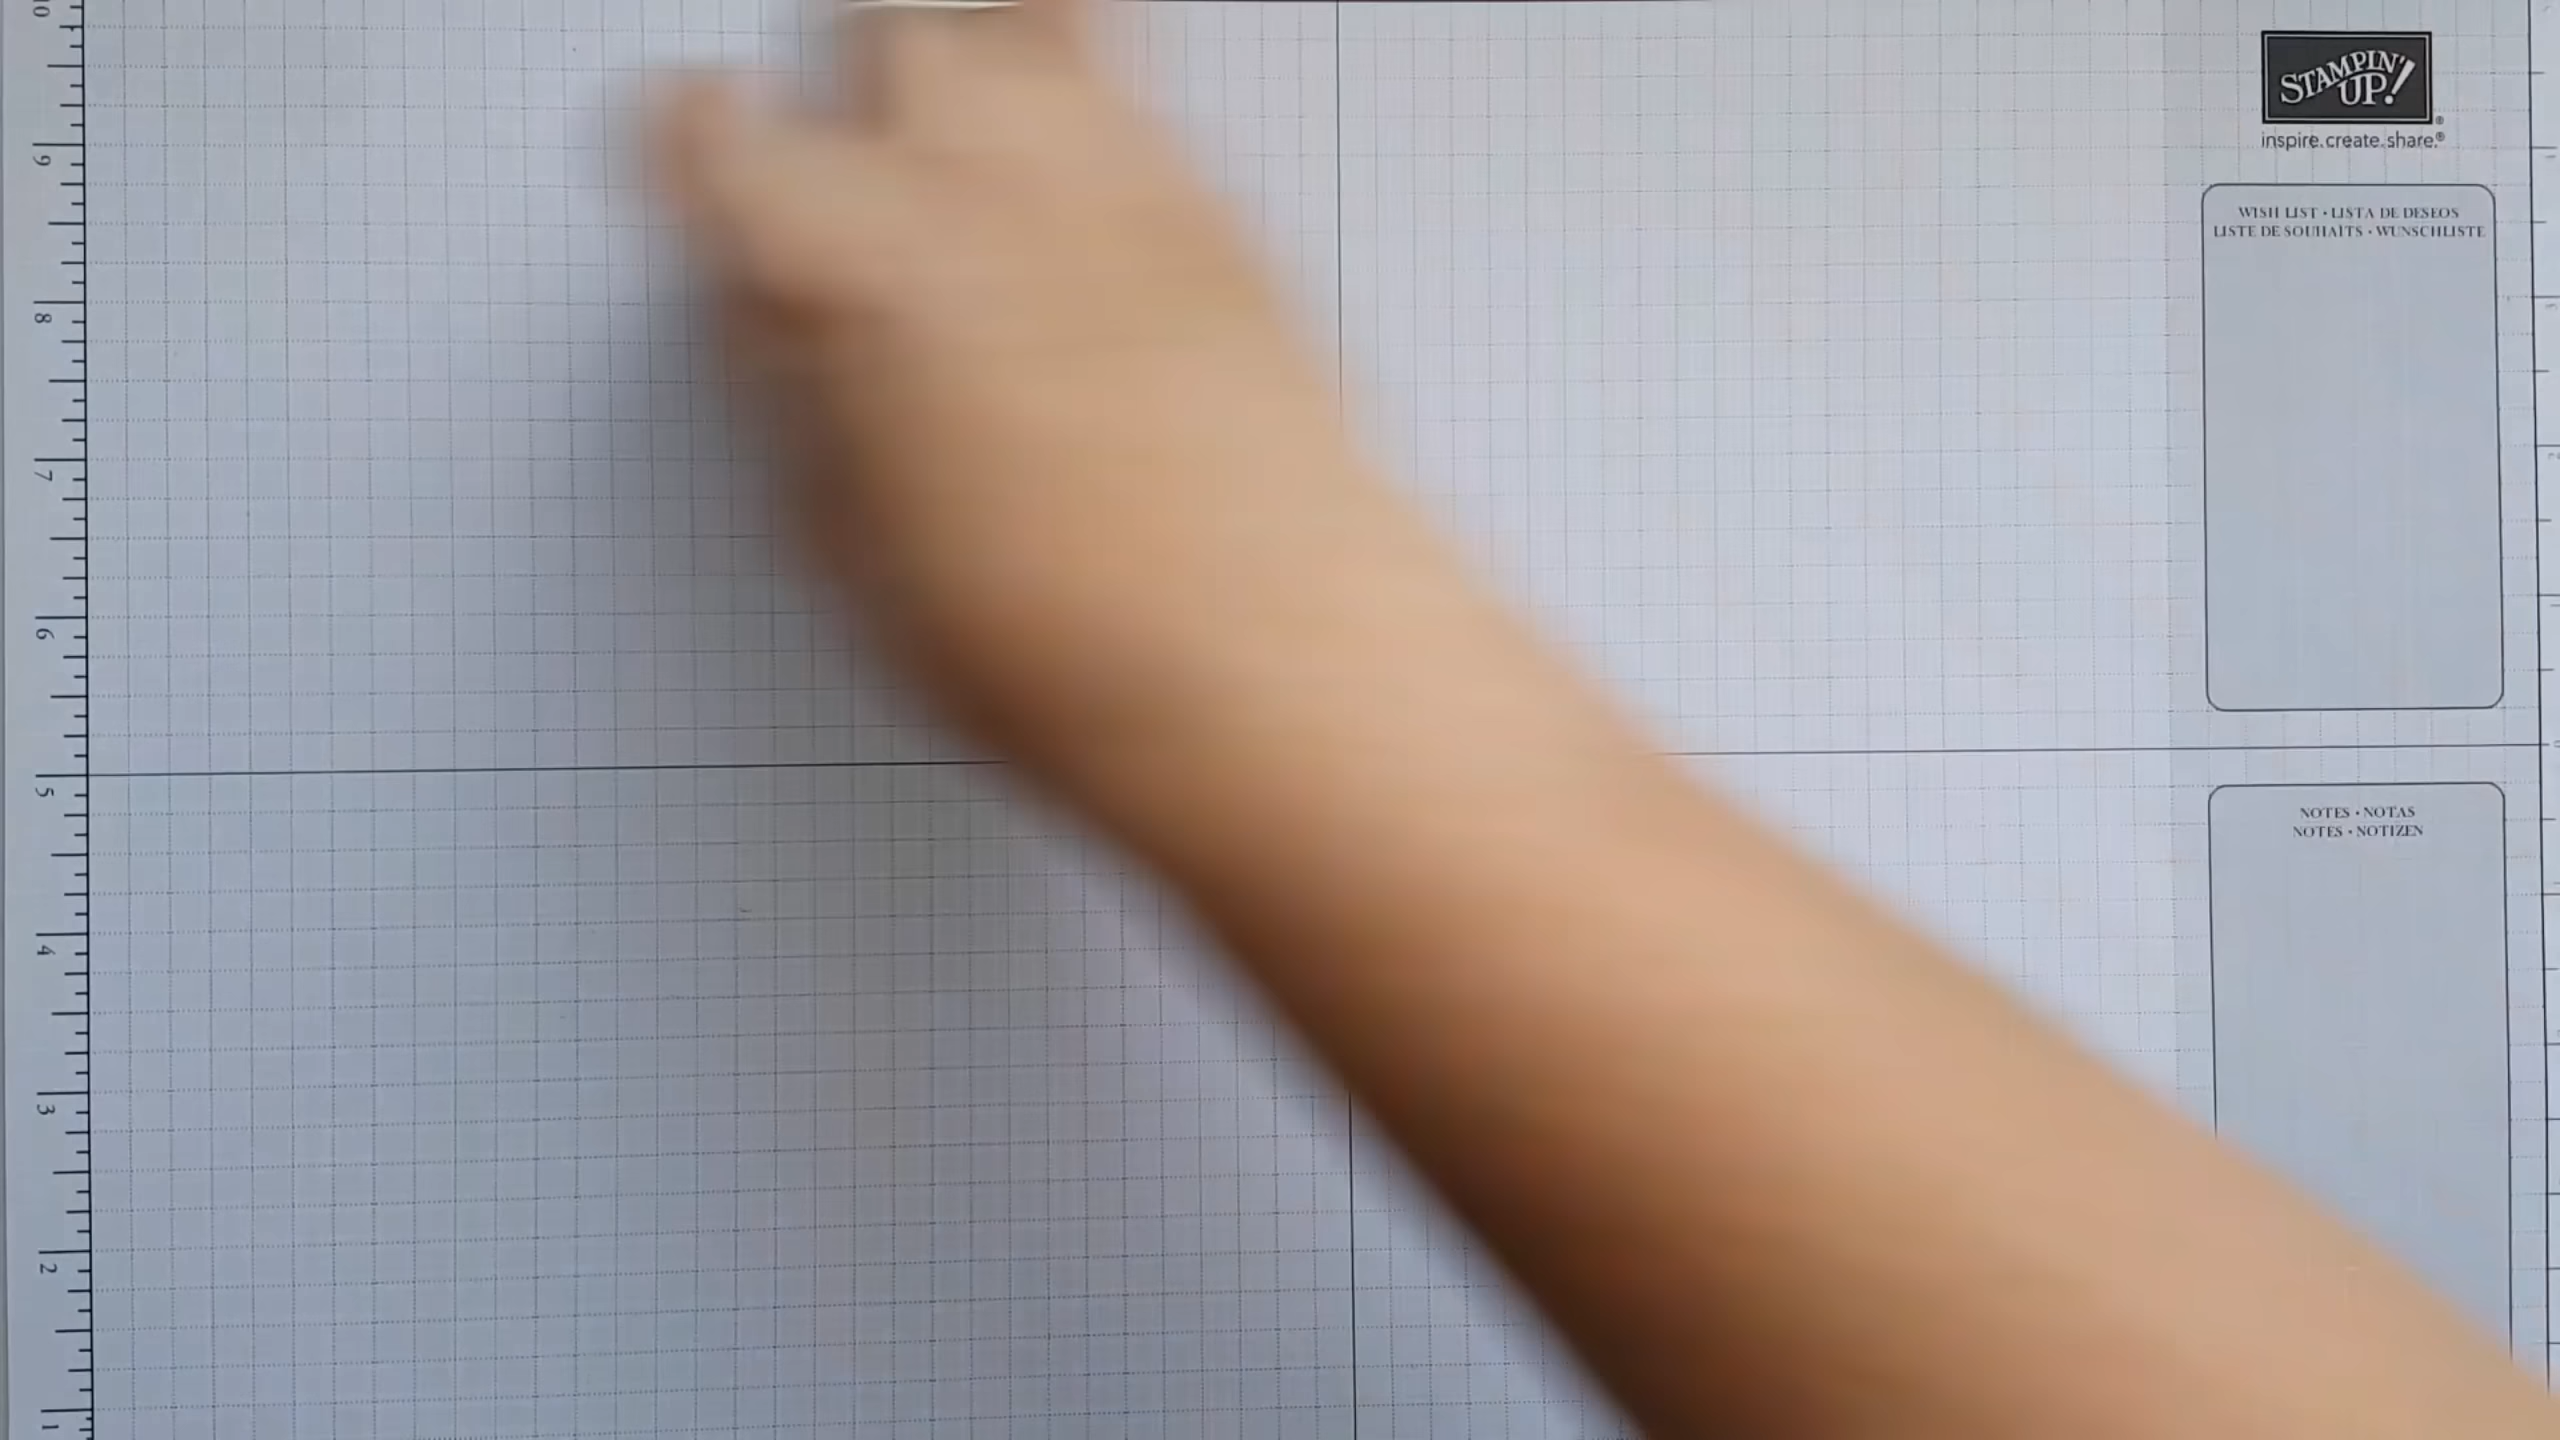 10
9
8
7
6
5
4
3
2
1
STAMPIN'
UP!®
inspire.create.share.®
WISH LIST • LISTA DE DESEOS
LISTE DE SOUHAITS • WUNSCHLISTE
NOTES • NOTAS
NOTES • NOTIZEN